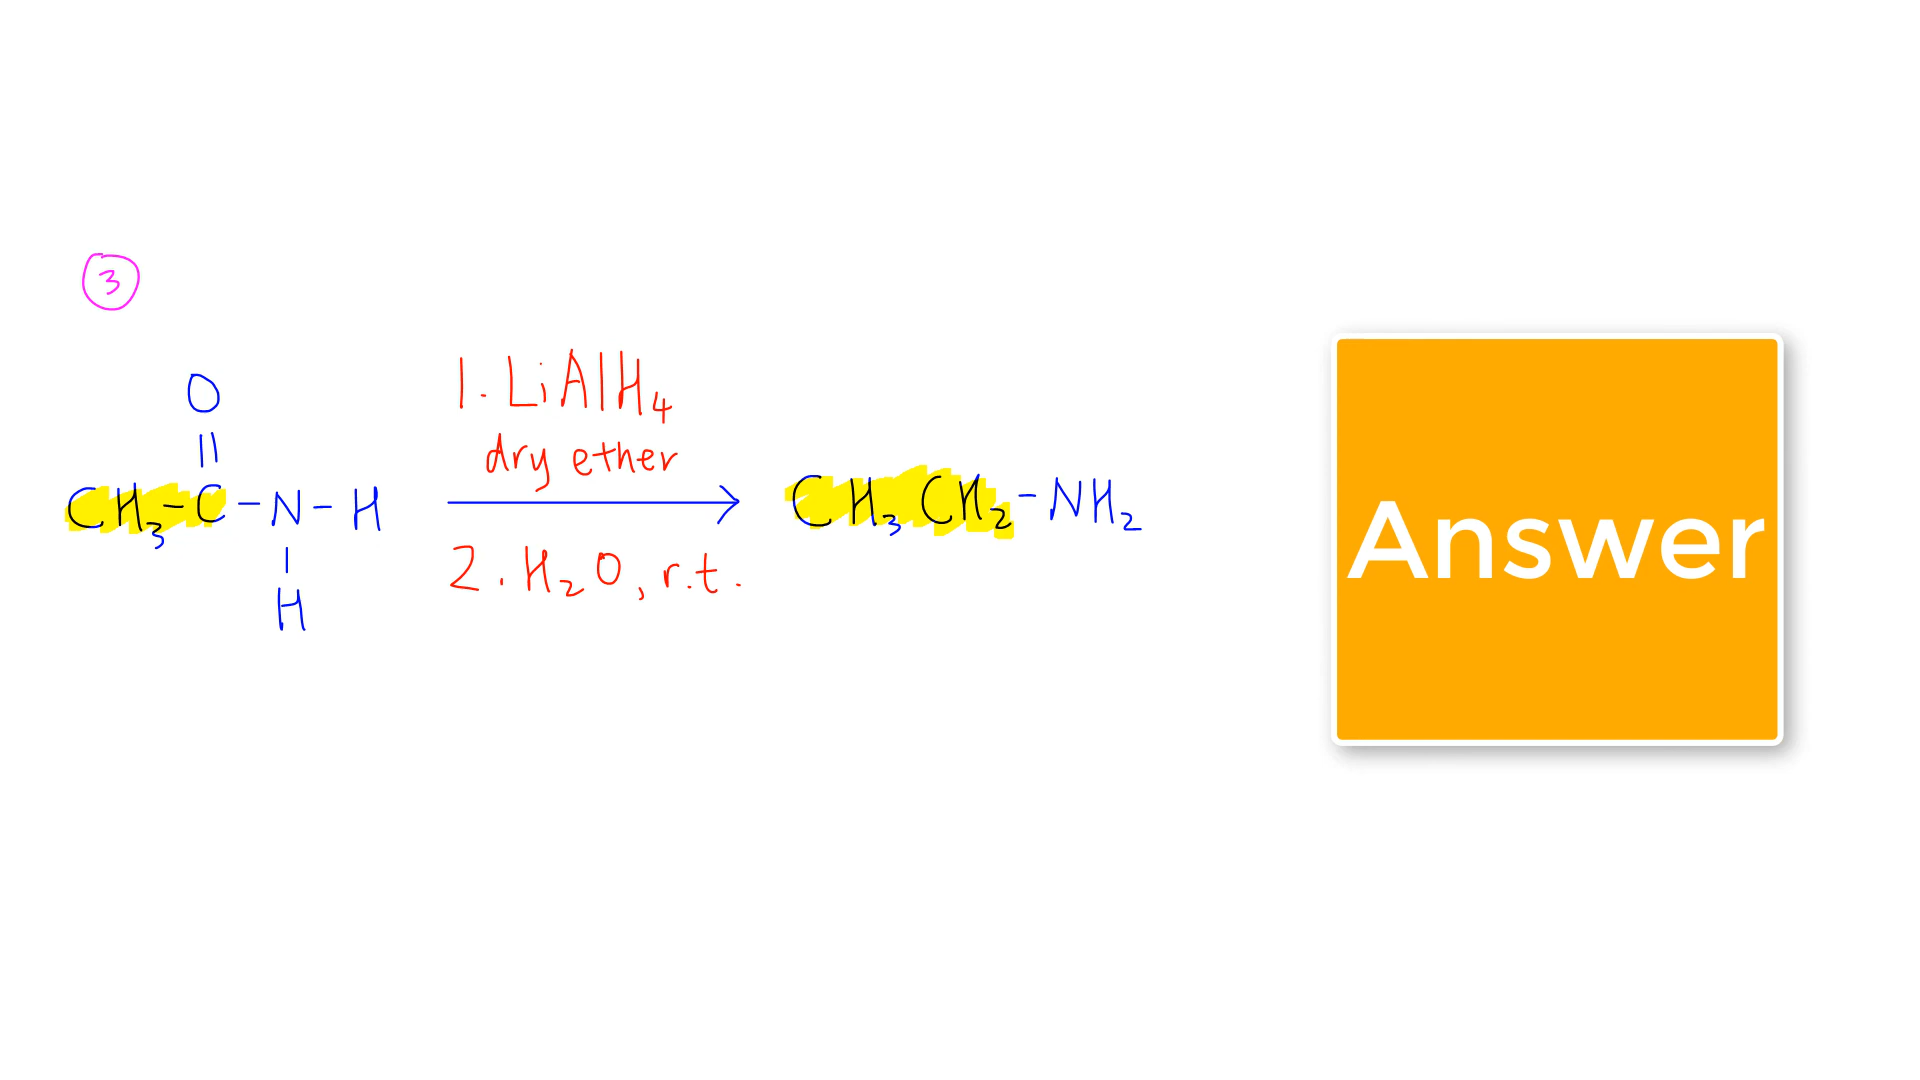 3
O
||
CH₃-C-N-H
|
H
1. LiAlH₄
dry ether
2. H₂O, r.t.
CH₃CH₂-NH₂
Answer